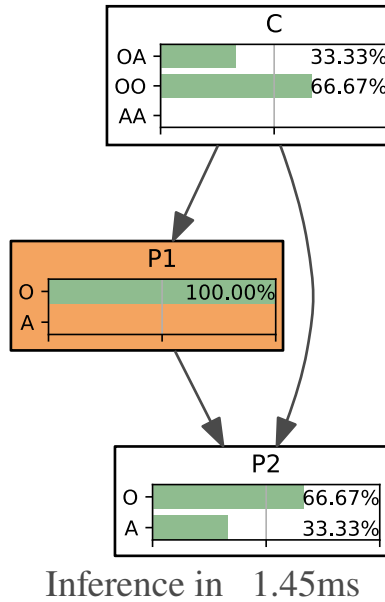 C
OA 33.33%
OO 66.67%
AA
P1
O 100.00%
A
P2
O 66.67%
A 33.33%
Inference in 1.45ms